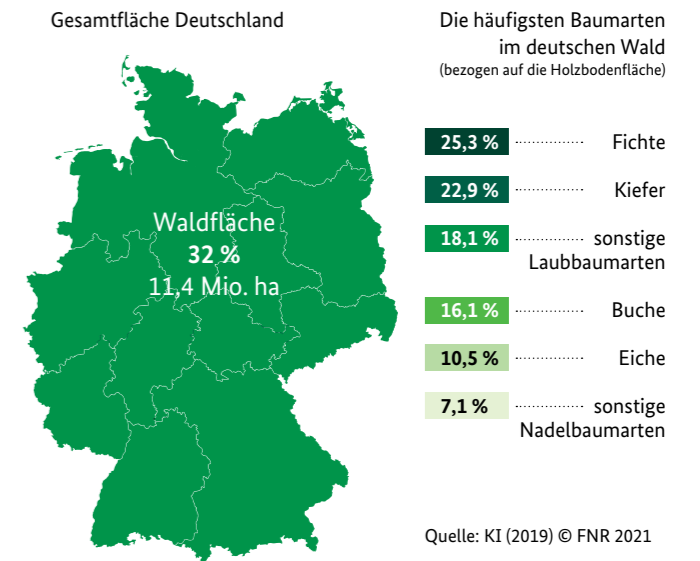 Gesamtfläche Deutschland
Waldfläche
32 %
11,4 Mio. ha
Die häufigsten Baumarten
im deutschen Wald
(bezogen auf die Holzbodenfläche)
25,3 % Fichte
22,9 % Kiefer
18,1 % sonstige
Laubbaumarten
16,1 % Buche
10,5 % Eiche
7,1 % sonstige
Nadelbaumarten
Quelle: KI (2019) © FNR 2021